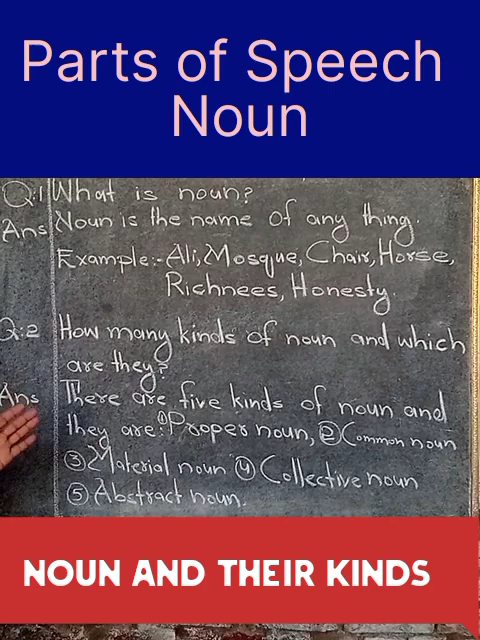 Parts of Speech
Noun
Q:1 What is noun?
Ans Noun is the name of any thing.
Example:- Ali, Mosque, Chair, Horse,
Richnees, Honesty.
Q:2 How many kinds of noun and which
are they?
Ans There are five kinds of noun and
they are: ① Proper noun, ② Common noun
③ Material noun ④ Collective noun
⑤ Abstract noun.
NOUN AND THEIR KINDS